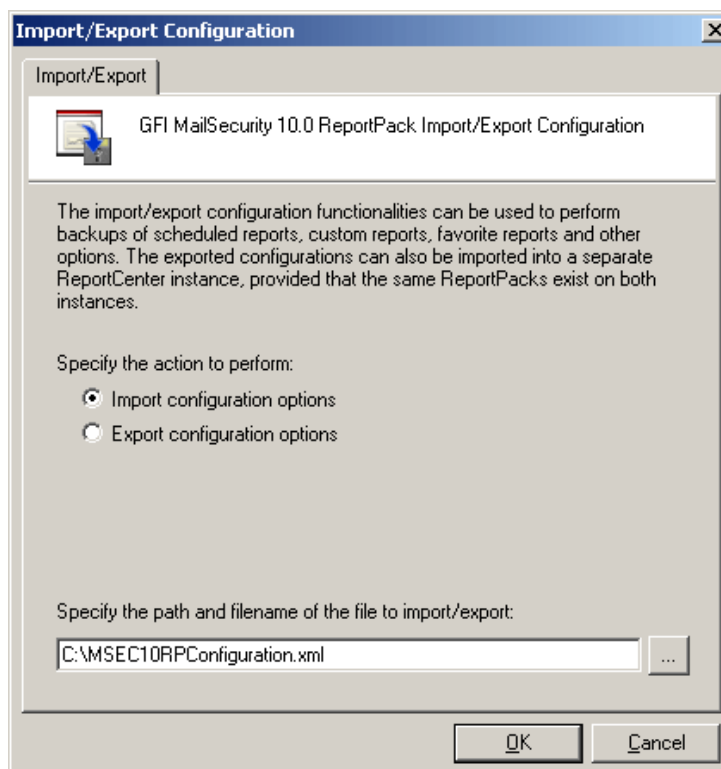 Import/Export Configuration
Import/Export
GFI MailSecurity 10.0 ReportPack Import/Export Configuration
The import/export configuration functionalities can be used to perform
backups of scheduled reports, custom reports, favorite reports and other
options. The exported configurations can also be imported into a separate
ReportCenter instance, provided that the same ReportPacks exist on both
instances.
Specify the action to perform:
Import configuration options
Export configuration options
Specify the path and filename of the file to import/export:
C:\MSEC10RPConfiguration.xml
...
OK
Cancel